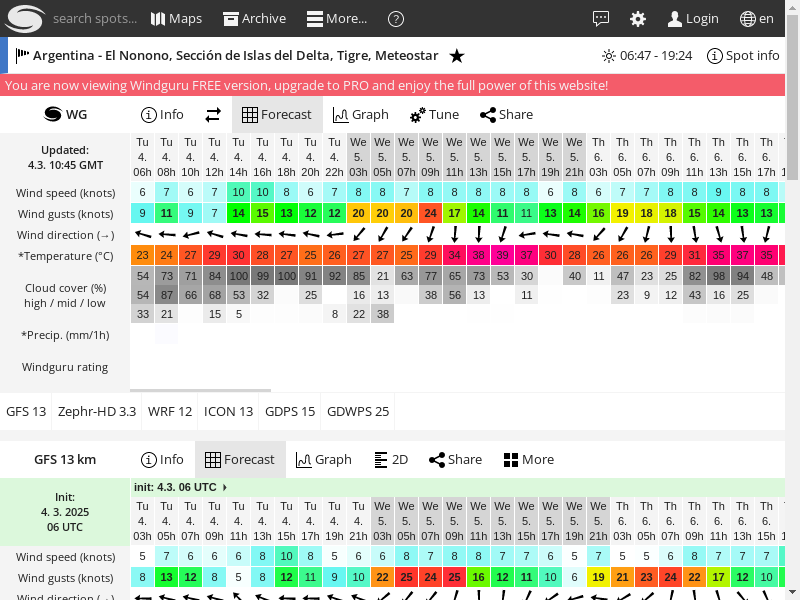 search spots... Maps Archive More... Login en
Argentina - El Nonono, Sección de Islas del Delta, Tigre, Meteostar 06:47 - 19:24 Spot info
You are now viewing Windguru FREE version, upgrade to PRO and enjoy the full power of this website!
WG Info Forecast Graph Tune Share
Updated:
4.3. 10:45 GMT
Tu Tu Tu Tu Tu Tu Tu Tu Tu We We We We We We We We We We Th Th Th Th Th Th Th Th
4. 4. 4. 4. 4. 4. 4. 4. 4. 5. 5. 5. 5. 5. 5. 5. 5. 5. 5. 6. 6. 6. 6. 6. 6. 6. 6.
06h 08h 10h 12h 14h 16h 18h 20h 22h 03h 05h 07h 09h 11h 13h 15h 17h 19h 21h 03h 05h 07h 09h 11h 13h 15h 17h
Wind speed (knots) 6 7 6 7 10 10 8 6 7 8 8 7 8 8 8 8 8 6 8 6 7 7 8 8 9 8 8
Wind gusts (knots) 9 11 9 7 14 15 13 12 12 20 20 20 24 17 14 11 11 13 14 16 19 18 18 15 14 13 13
Wind direction (→)
*Temperature (°C) 23 24 27 29 30 28 27 25 26 27 27 25 29 34 38 39 37 30 28 26 26 26 29 31 35 37 35
Cloud cover (%)
high / mid / low
54 73 71 84 100 99 100 91 92 85 21 63 77 65 73 53 30 40 11 47 23 25 82 98 94 48
54 87 66 68 53 32 25 16 13 38 56 13 11 23 9 12 43 16 25
33 21 15 5 8 22 38
*Precip. (mm/1h)
Windguru rating
GFS 13 Zephr-HD 3.3 WRF 12 ICON 13 GDPS 15 GDWPS 25
GFS 13 km Info Forecast Graph 2D Share More
init: 4.3. 06 UTC
Init:
4. 3. 2025
06 UTC
Tu Tu Tu Tu Tu Tu Tu Tu Tu Tu We We We We We We We We We We Th Th Th Th Th Th Th
4. 4. 4. 4. 4. 4. 4. 4. 4. 4. 5. 5. 5. 5. 5. 5. 5. 5. 5. 5. 6. 6. 6. 6. 6. 6. 6.
03h 05h 07h 09h 11h 13h 15h 17h 19h 21h 03h 05h 07h 09h 11h 13h 15h 17h 19h 21h 03h 05h 07h 09h 11h 13h 15h
Wind speed (knots) 5 7 6 6 6 8 10 8 5 6 6 8 7 8 8 7 7 6 5 7 5 5 6 8 7 7 7
Wind gusts (knots) 8 13 12 8 5 8 12 11 9 10 22 25 24 25 16 12 11 10 6 19 21 23 24 22 17 12 10
Wind direction (→)